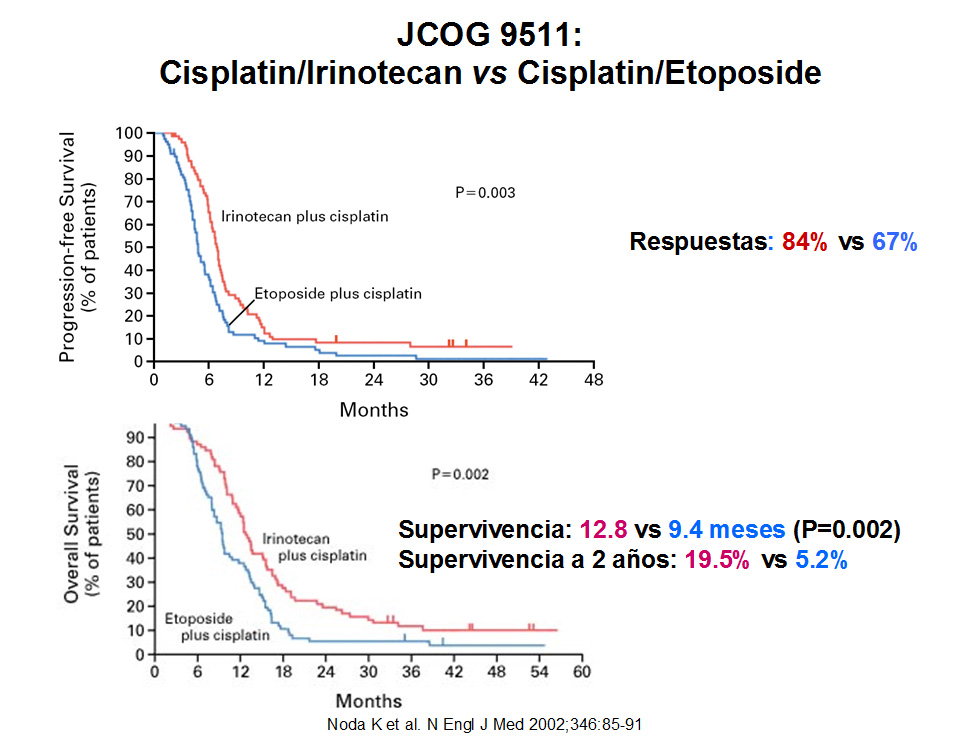 JCOG 9511:
Cisplatin/Irinotecan vs Cisplatin/Etoposide
Progression-free Survival
(% of patients)
100
90
80
70
60
50
40
30
20
10
0
P=0.003
Irinotecan plus cisplatin
Etoposide plus cisplatin
0 6 12 18 24 30 36 42 48
Months
Respuestas: 84% vs 67%
Overall Survival
(% of patients)
90
80
70
60
50
40
30
20
10
0
P=0.002
Irinotecan
plus cisplatin
Etoposide
plus cisplatin
0 6 12 18 24 30 36 42 48 54 60
Months
Supervivencia: 12.8 vs 9.4 meses (P=0.002)
Supervivencia a 2 años: 19.5% vs 5.2%
Noda K et al. N Engl J Med 2002;346:85-91